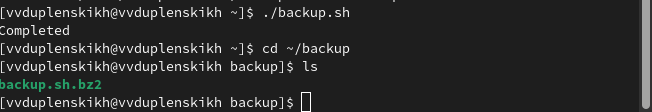 [vvduplenskikh@vvduplenskikh ~]$ ./backup.sh
Completed
[vvduplenskikh@vvduplenskikh ~]$ cd ~/backup
[vvduplenskikh@vvduplenskikh backup]$ ls
backup.sh.bz2
[vvduplenskikh@vvduplenskikh backup]$